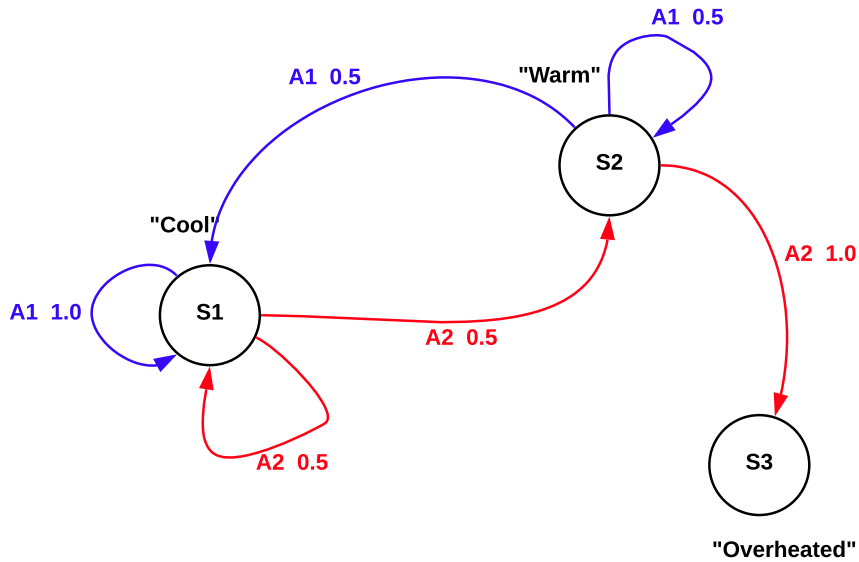 A1 0.5
"Warm"
A1 0.5
S2
"Cool"
A2 1.0
A1 1.0
S1
A2 0.5
A2 0.5
S3
"Overheated"